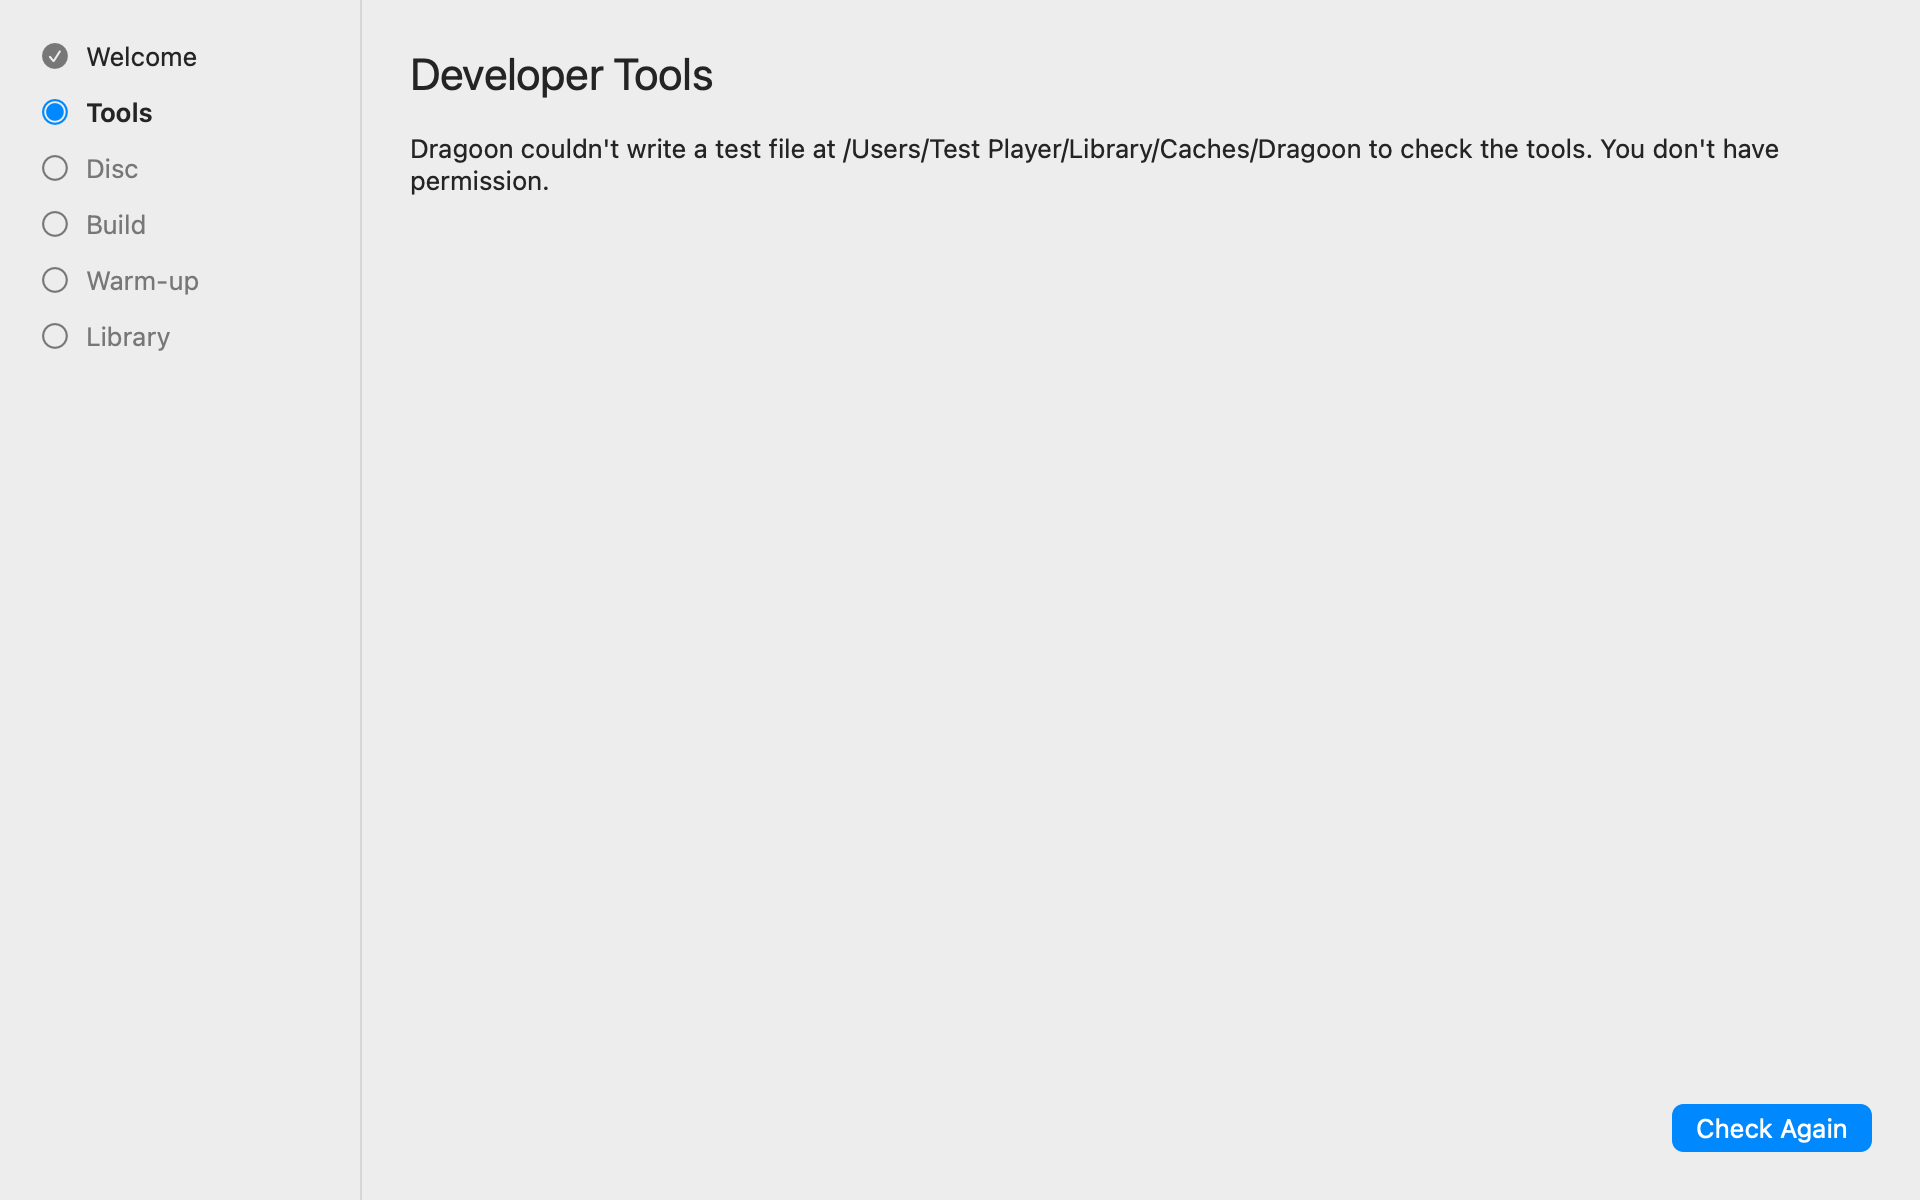 Welcome
Tools
Disc
Build
Warm-up
Library
Developer Tools
Dragoon couldn't write a test file at /Users/Test Player/Library/Caches/Dragoon to check the tools. You don't have
permission.
Check Again